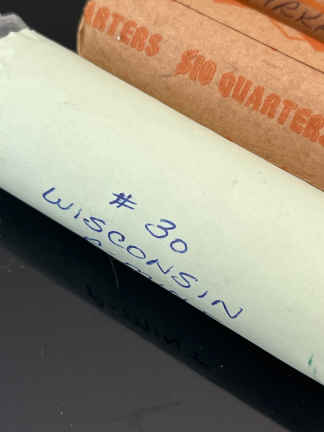 QUARTERS
$10 QUARTERS
# 30
WISCONSIN